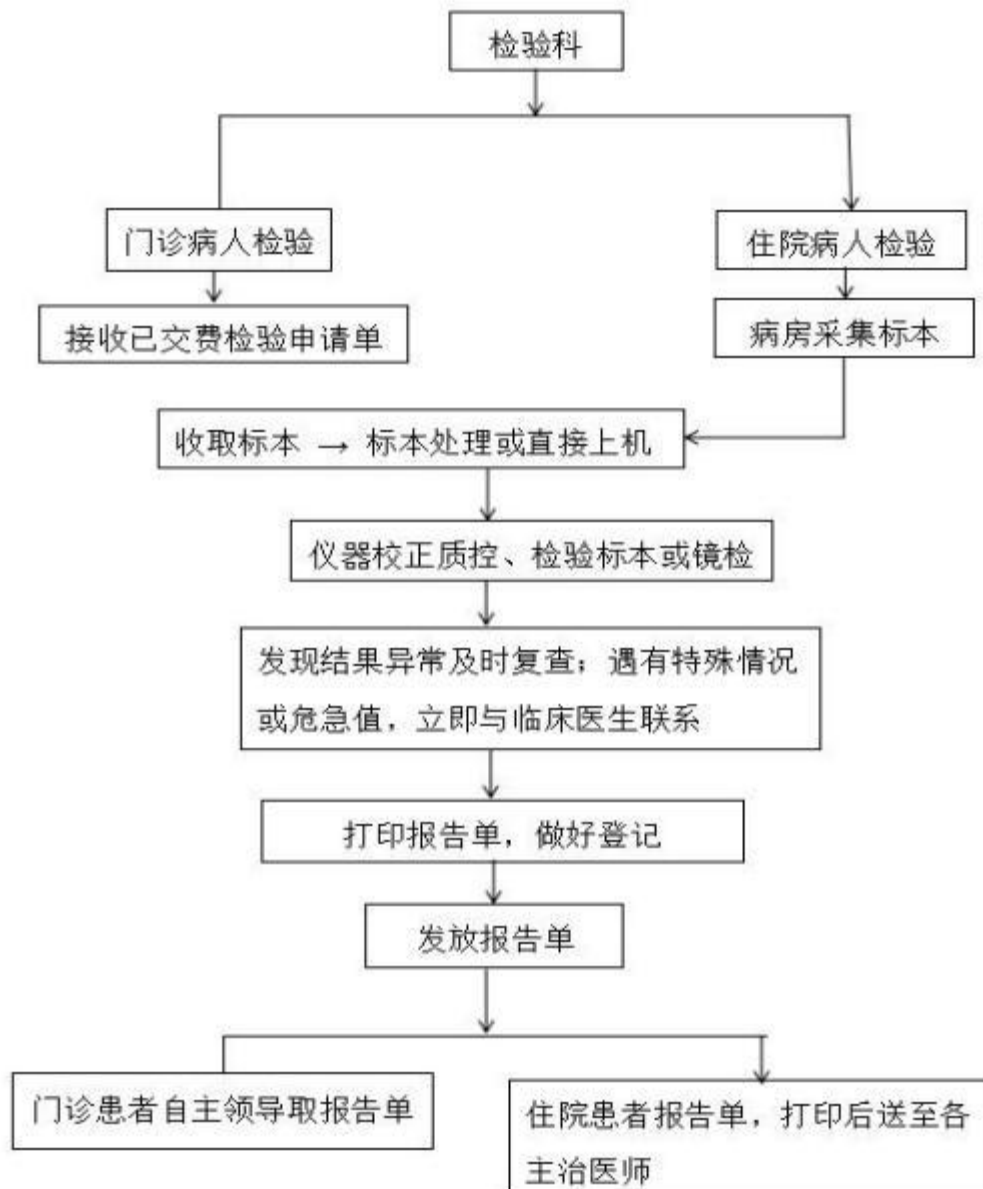 检验科
门诊病人检验
住院病人检验
接收已交费检验申请单
病房采集标本
收取标本 → 标本处理或直接上机
仪器校正质控、检验标本或镜检
发现结果异常及时复查；遇有特殊情况
或危急值，立即与临床医生联系
打印报告单，做好登记
发放报告单
门诊患者自主领导取报告单
住院患者报告单，打印后送至各
主治医师